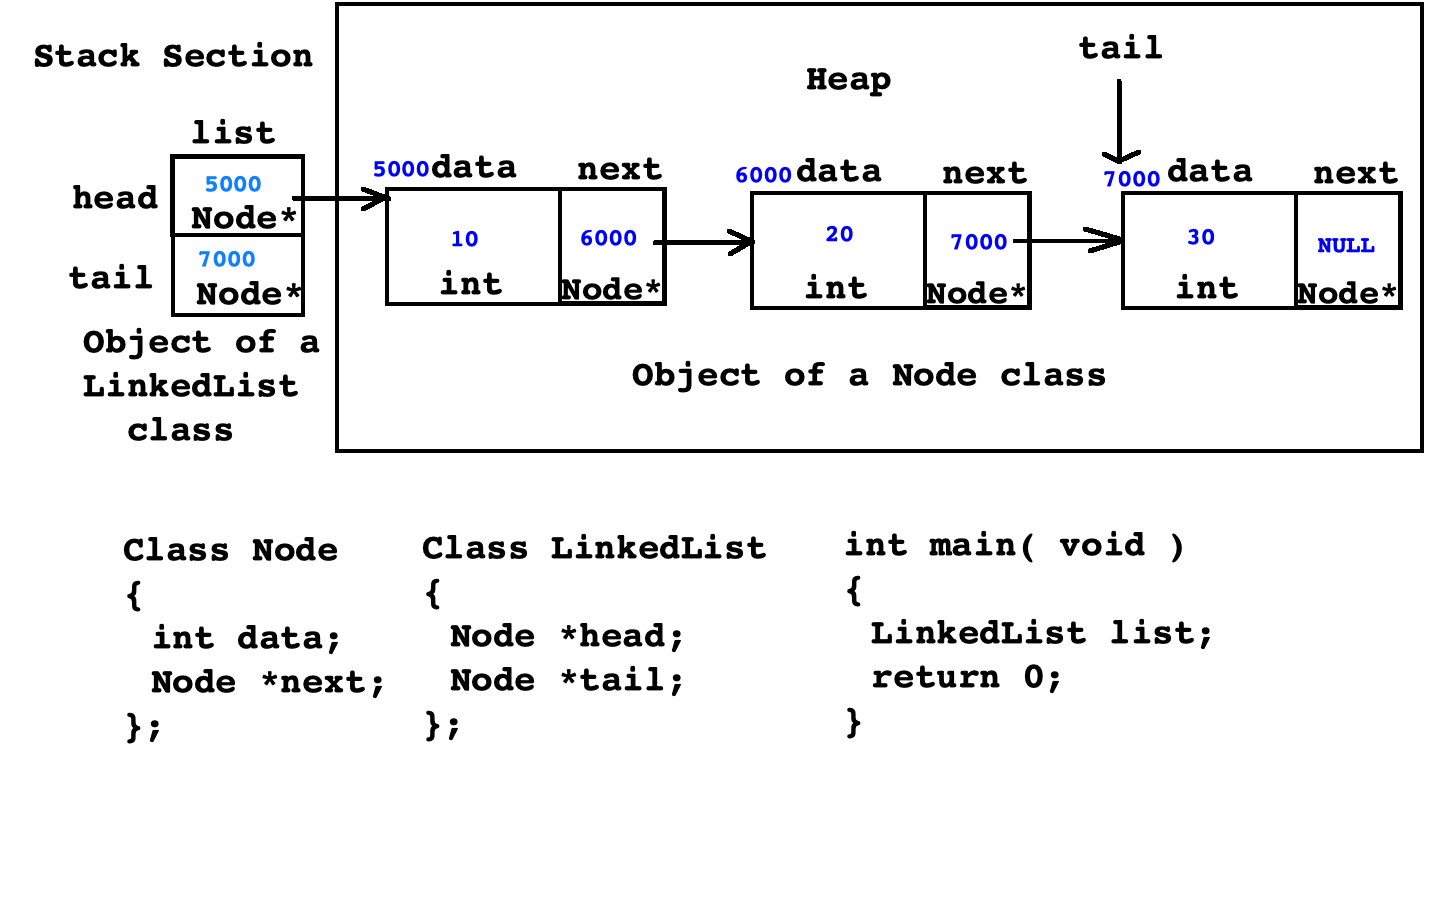 Stack Section
Heap
tail
list
head
5000
Node*
tail
7000
Node*
Object of a
LinkedList
class
5000 data next
10 6000
int Node*
6000 data next
20 7000
int Node*
7000 data next
30 NULL
int Node*
Object of a Node class
Class Node
{
int data;
Node *next;
};
Class LinkedList
{
Node *head;
Node *tail;
};
int main( void )
{
LinkedList list;
return 0;
}